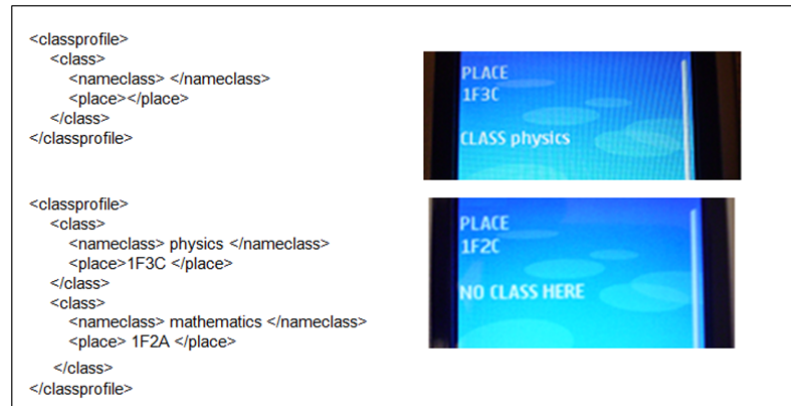 <classprofile>
<class>
<nameclass> </nameclass>
<place></place>
</class>
</classprofile>
<classprofile>
<class>
<nameclass> physics </nameclass>
<place>1F3C </place>
</class>
<class>
<nameclass> mathematics </nameclass>
<place> 1F2A </place>
</class>
</classprofile>
PLACE
1F3C
CLASS physics
PLACE
1F2C
NO CLASS HERE